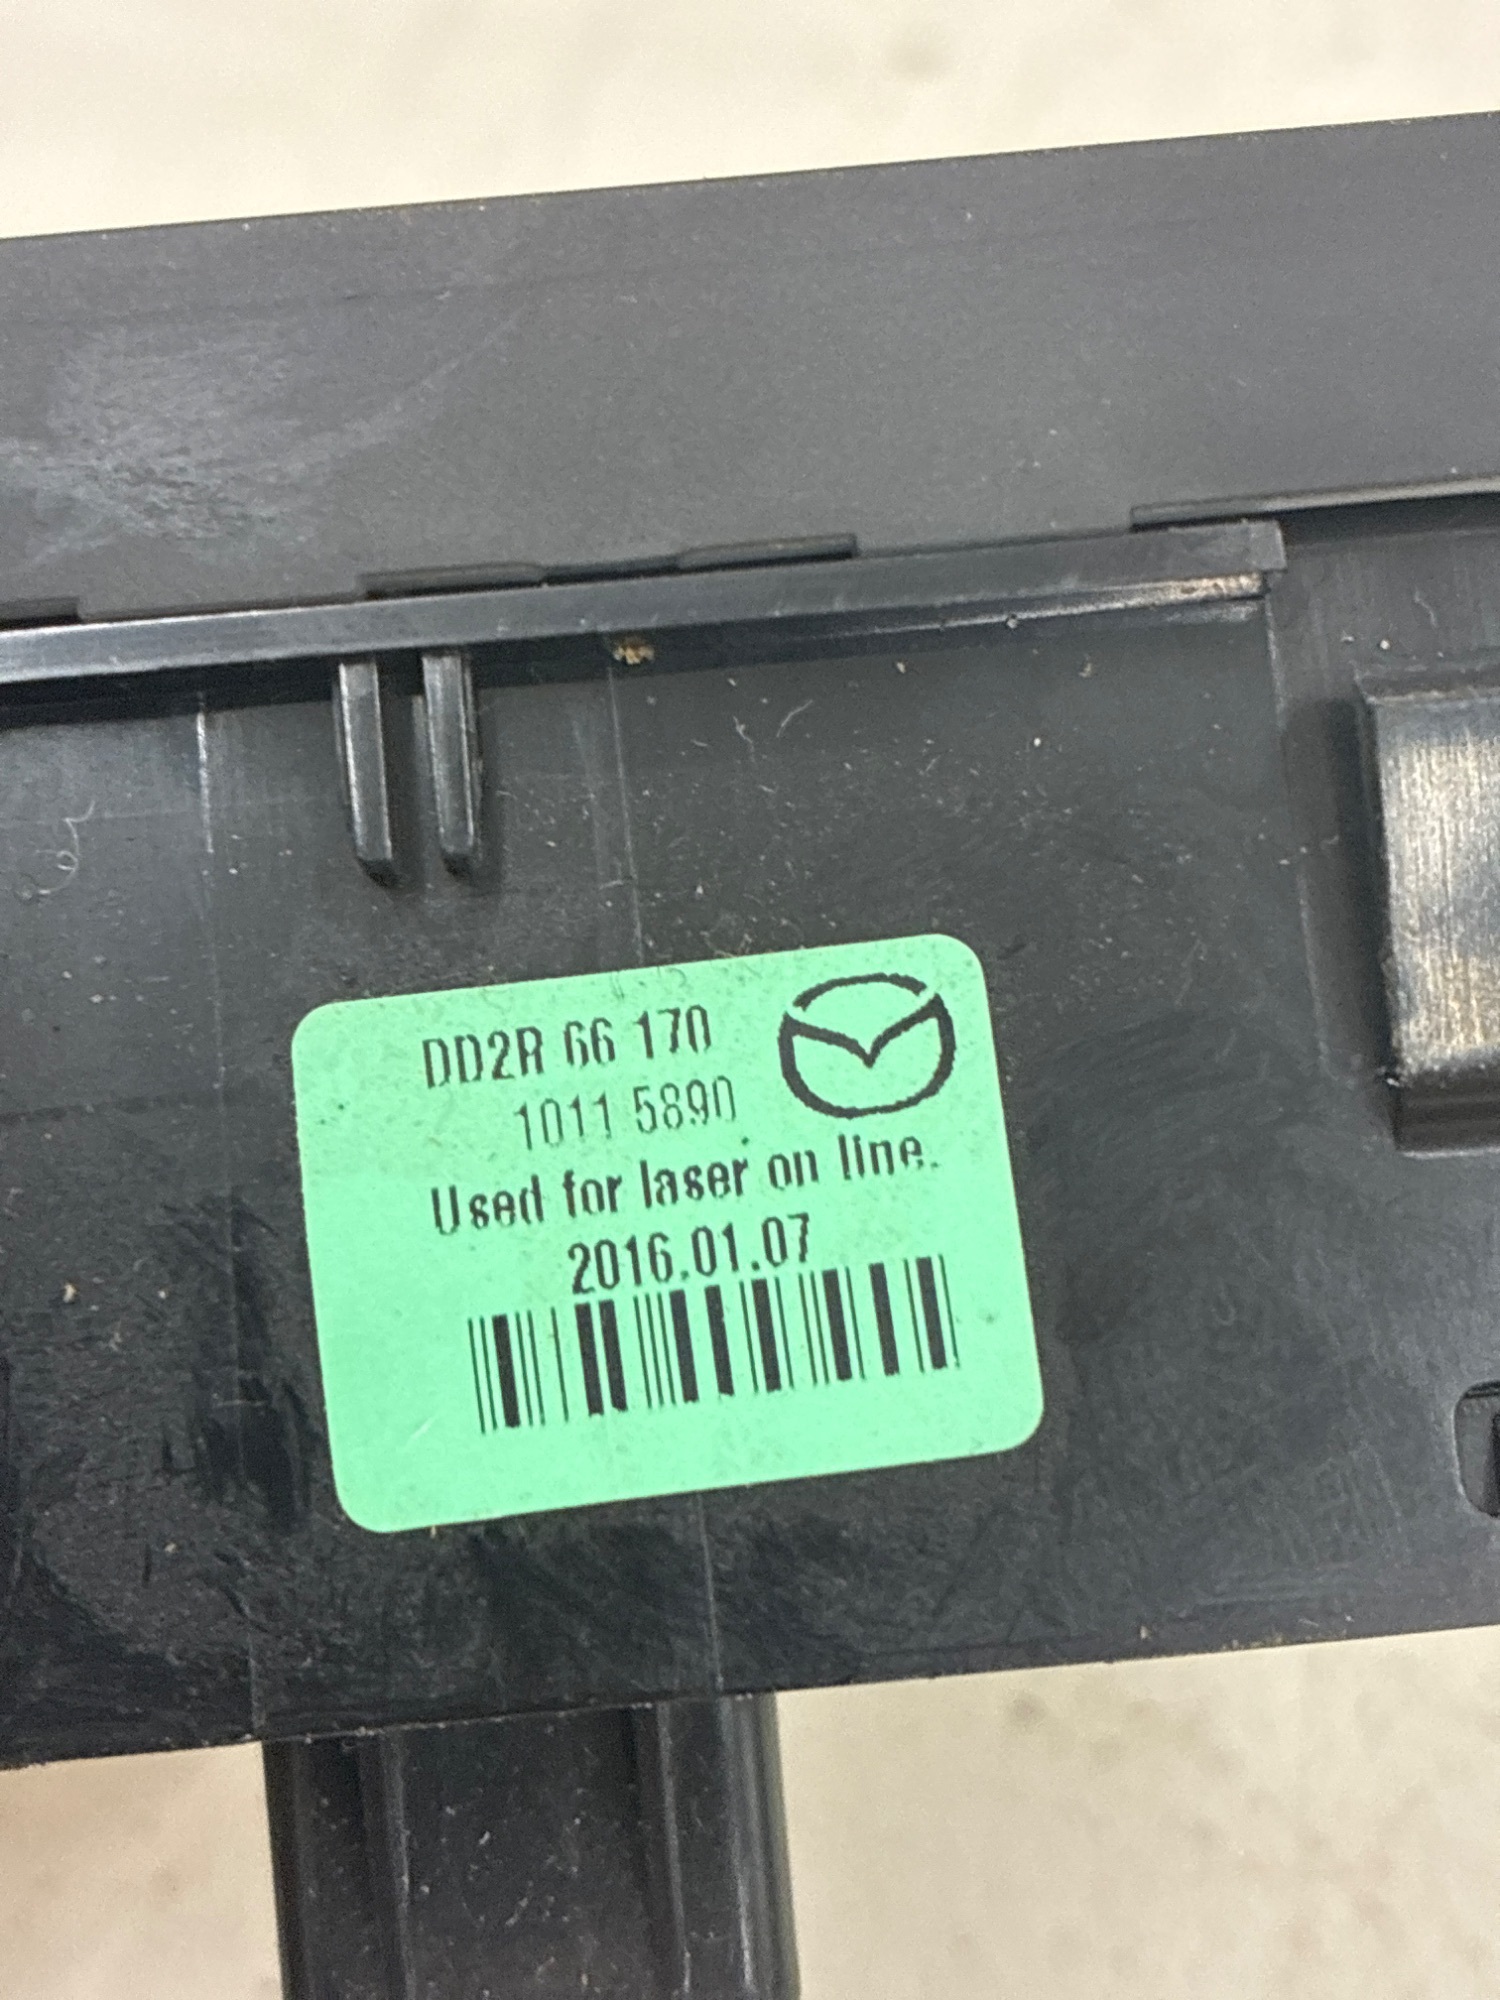 DD2R 66 170
1011 5890
Used for laser on line.
2016.01.07